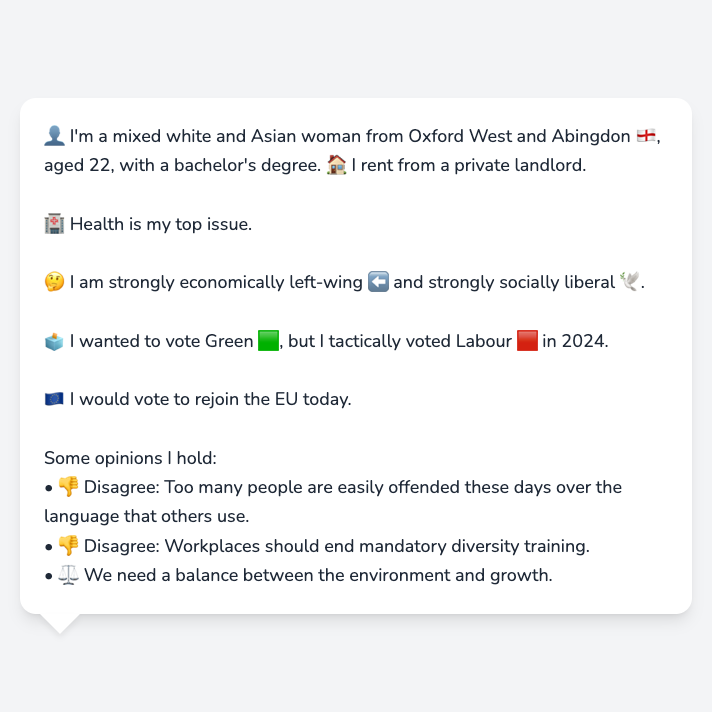 👤 I'm a mixed white and Asian woman from Oxford West and Abingdon 🏴󠁧󠁢󠁥󠁮󠁧󠁿,
aged 22, with a bachelor's degree. 🏠 I rent from a private landlord.
🏥 Health is my top issue.
🤔 I am strongly economically left-wing ⬅️ and strongly socially liberal 🕊️.
🗳️ I wanted to vote Green 🟩, but I tactically voted Labour 🟥 in 2024.
🇪🇺 I would vote to rejoin the EU today.
Some opinions I hold:
• 👎 Disagree: Too many people are easily offended these days over the
language that others use.
• 👎 Disagree: Workplaces should end mandatory diversity training.
• ⚖️ We need a balance between the environment and growth.